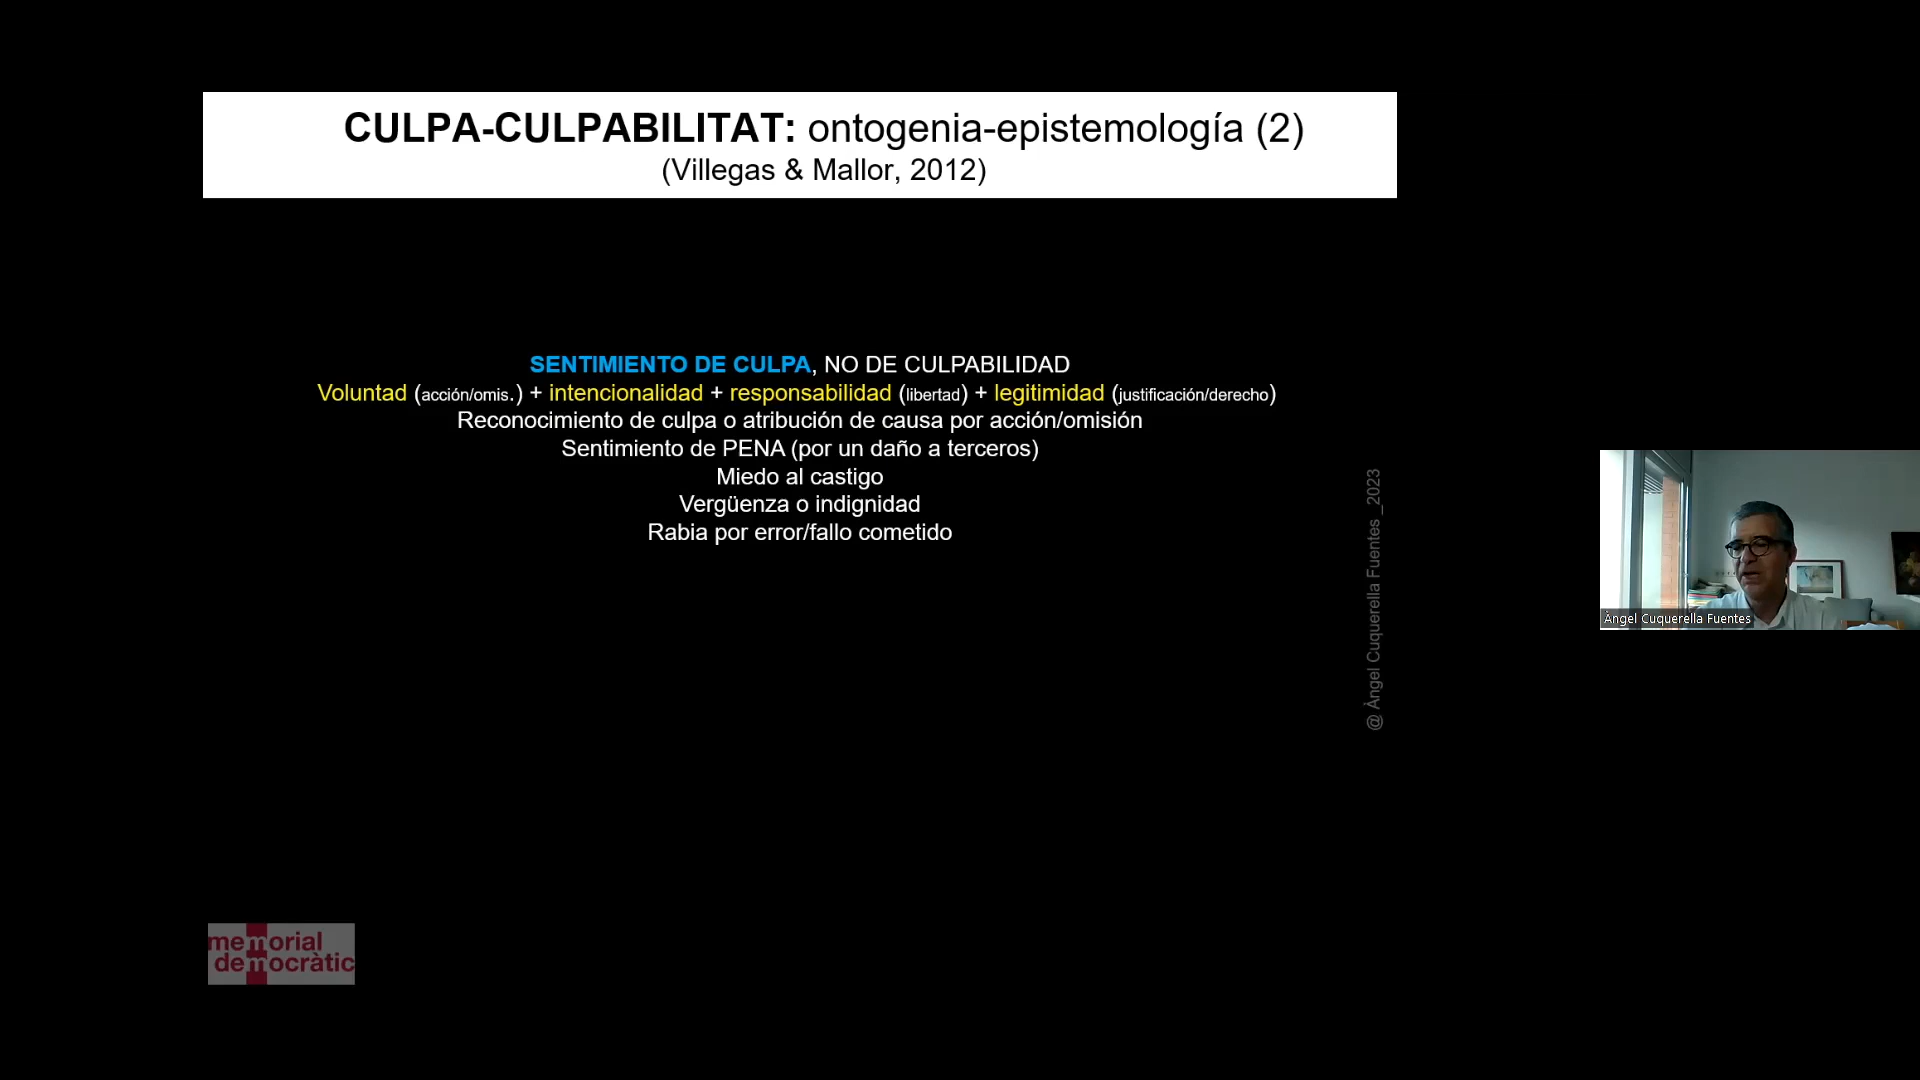 CULPA-CULPABILITAT: ontogenia-epistemología (2)
(Villegas & Mallor, 2012)
SENTIMIENTO DE CULPA, NO DE CULPABILIDAD
Voluntad (acción/omis.) + intencionalidad + responsabilidad (libertad) + legitimidad (justificación/derecho)
Reconocimiento de culpa o atribución de causa por acción/omisión
Sentimiento de PENA (por un daño a terceros)
Miedo al castigo
Vergüenza o indignidad
Rabia por error/fallo cometido
@ Àngel Cuquerella Fuentes _2023
Àngel Cuquerella Fuentes
memorial
democràtic